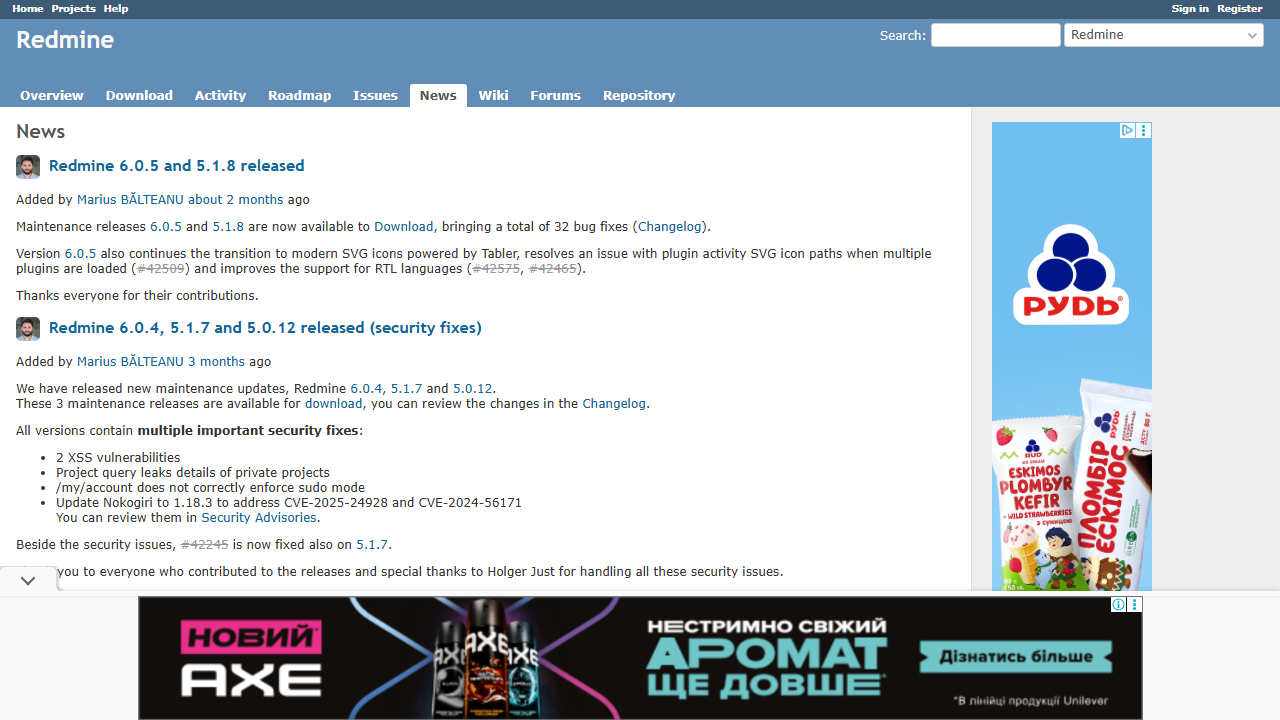 Home Projects Help
Sign in Register
Redmine
Search:
Redmine
Overview Download Activity Roadmap Issues News Wiki Forums Repository
News
Redmine 6.0.5 and 5.1.8 released
Added by Marius BĂLTEANU about 2 months ago
Maintenance releases 6.0.5 and 5.1.8 are now available to Download, bringing a total of 32 bug fixes (Changelog).
Version 6.0.5 also continues the transition to modern SVG icons powered by Tabler, resolves an issue with plugin activity SVG icon paths when multiple
plugins are loaded (#42509) and improves the support for RTL languages (#42575, #42465).
Thanks everyone for their contributions.
Redmine 6.0.4, 5.1.7 and 5.0.12 released (security fixes)
Added by Marius BĂLTEANU 3 months ago
We have released new maintenance updates, Redmine 6.0.4, 5.1.7 and 5.0.12.
These 3 maintenance releases are available for download, you can review the changes in the Changelog.
All versions contain multiple important security fixes:
2 XSS vulnerabilities
Project query leaks details of private projects
/my/account does not correctly enforce sudo mode
Update Nokogiri to 1.18.3 to address CVE-2025-24928 and CVE-2024-56171
You can review them in Security Advisories.
Beside the security issues, #42245 is now fixed also on 5.1.7.
you to everyone who contributed to the releases and special thanks to Holger Just for handling all these security issues.
РУДЬ®
RUD
ICE CREAM
ESKIMOS
PLOMBYR
KEFIR
+ WILD STRAWBERRIES
з суницею
РУДЬ
ПЛОМБІР
ЕСКІМОС
НОВИЙ*
AXE
AXE
AXE
AXE
НЕСТРИМНО СВІЖИЙ
АРОМАТ
ЩЕ ДОВШЕ*
Дізнатись більше
*В лінійці продукції Unilever